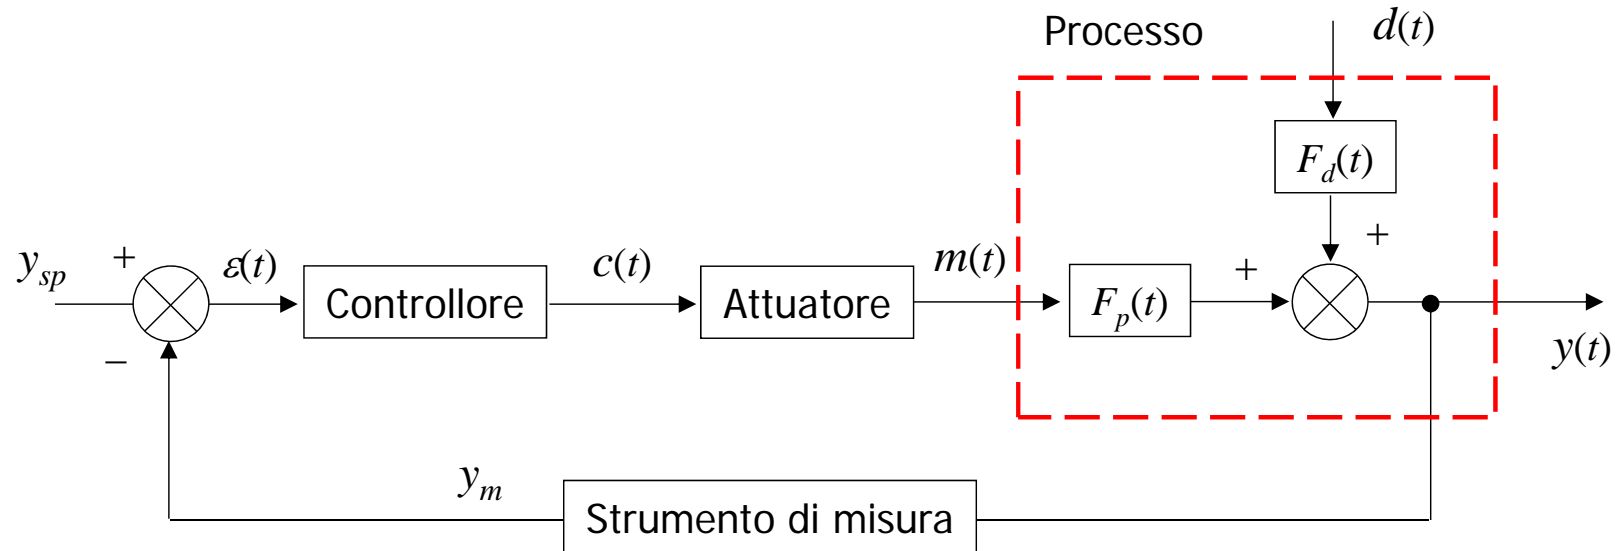 Processo
d(t)
F_d(t)
+
y_sp
+
ε(t)
Controllore
c(t)
Attuatore
m(t)
F_p(t)
+
−
y(t)
y_m
Strumento di misura